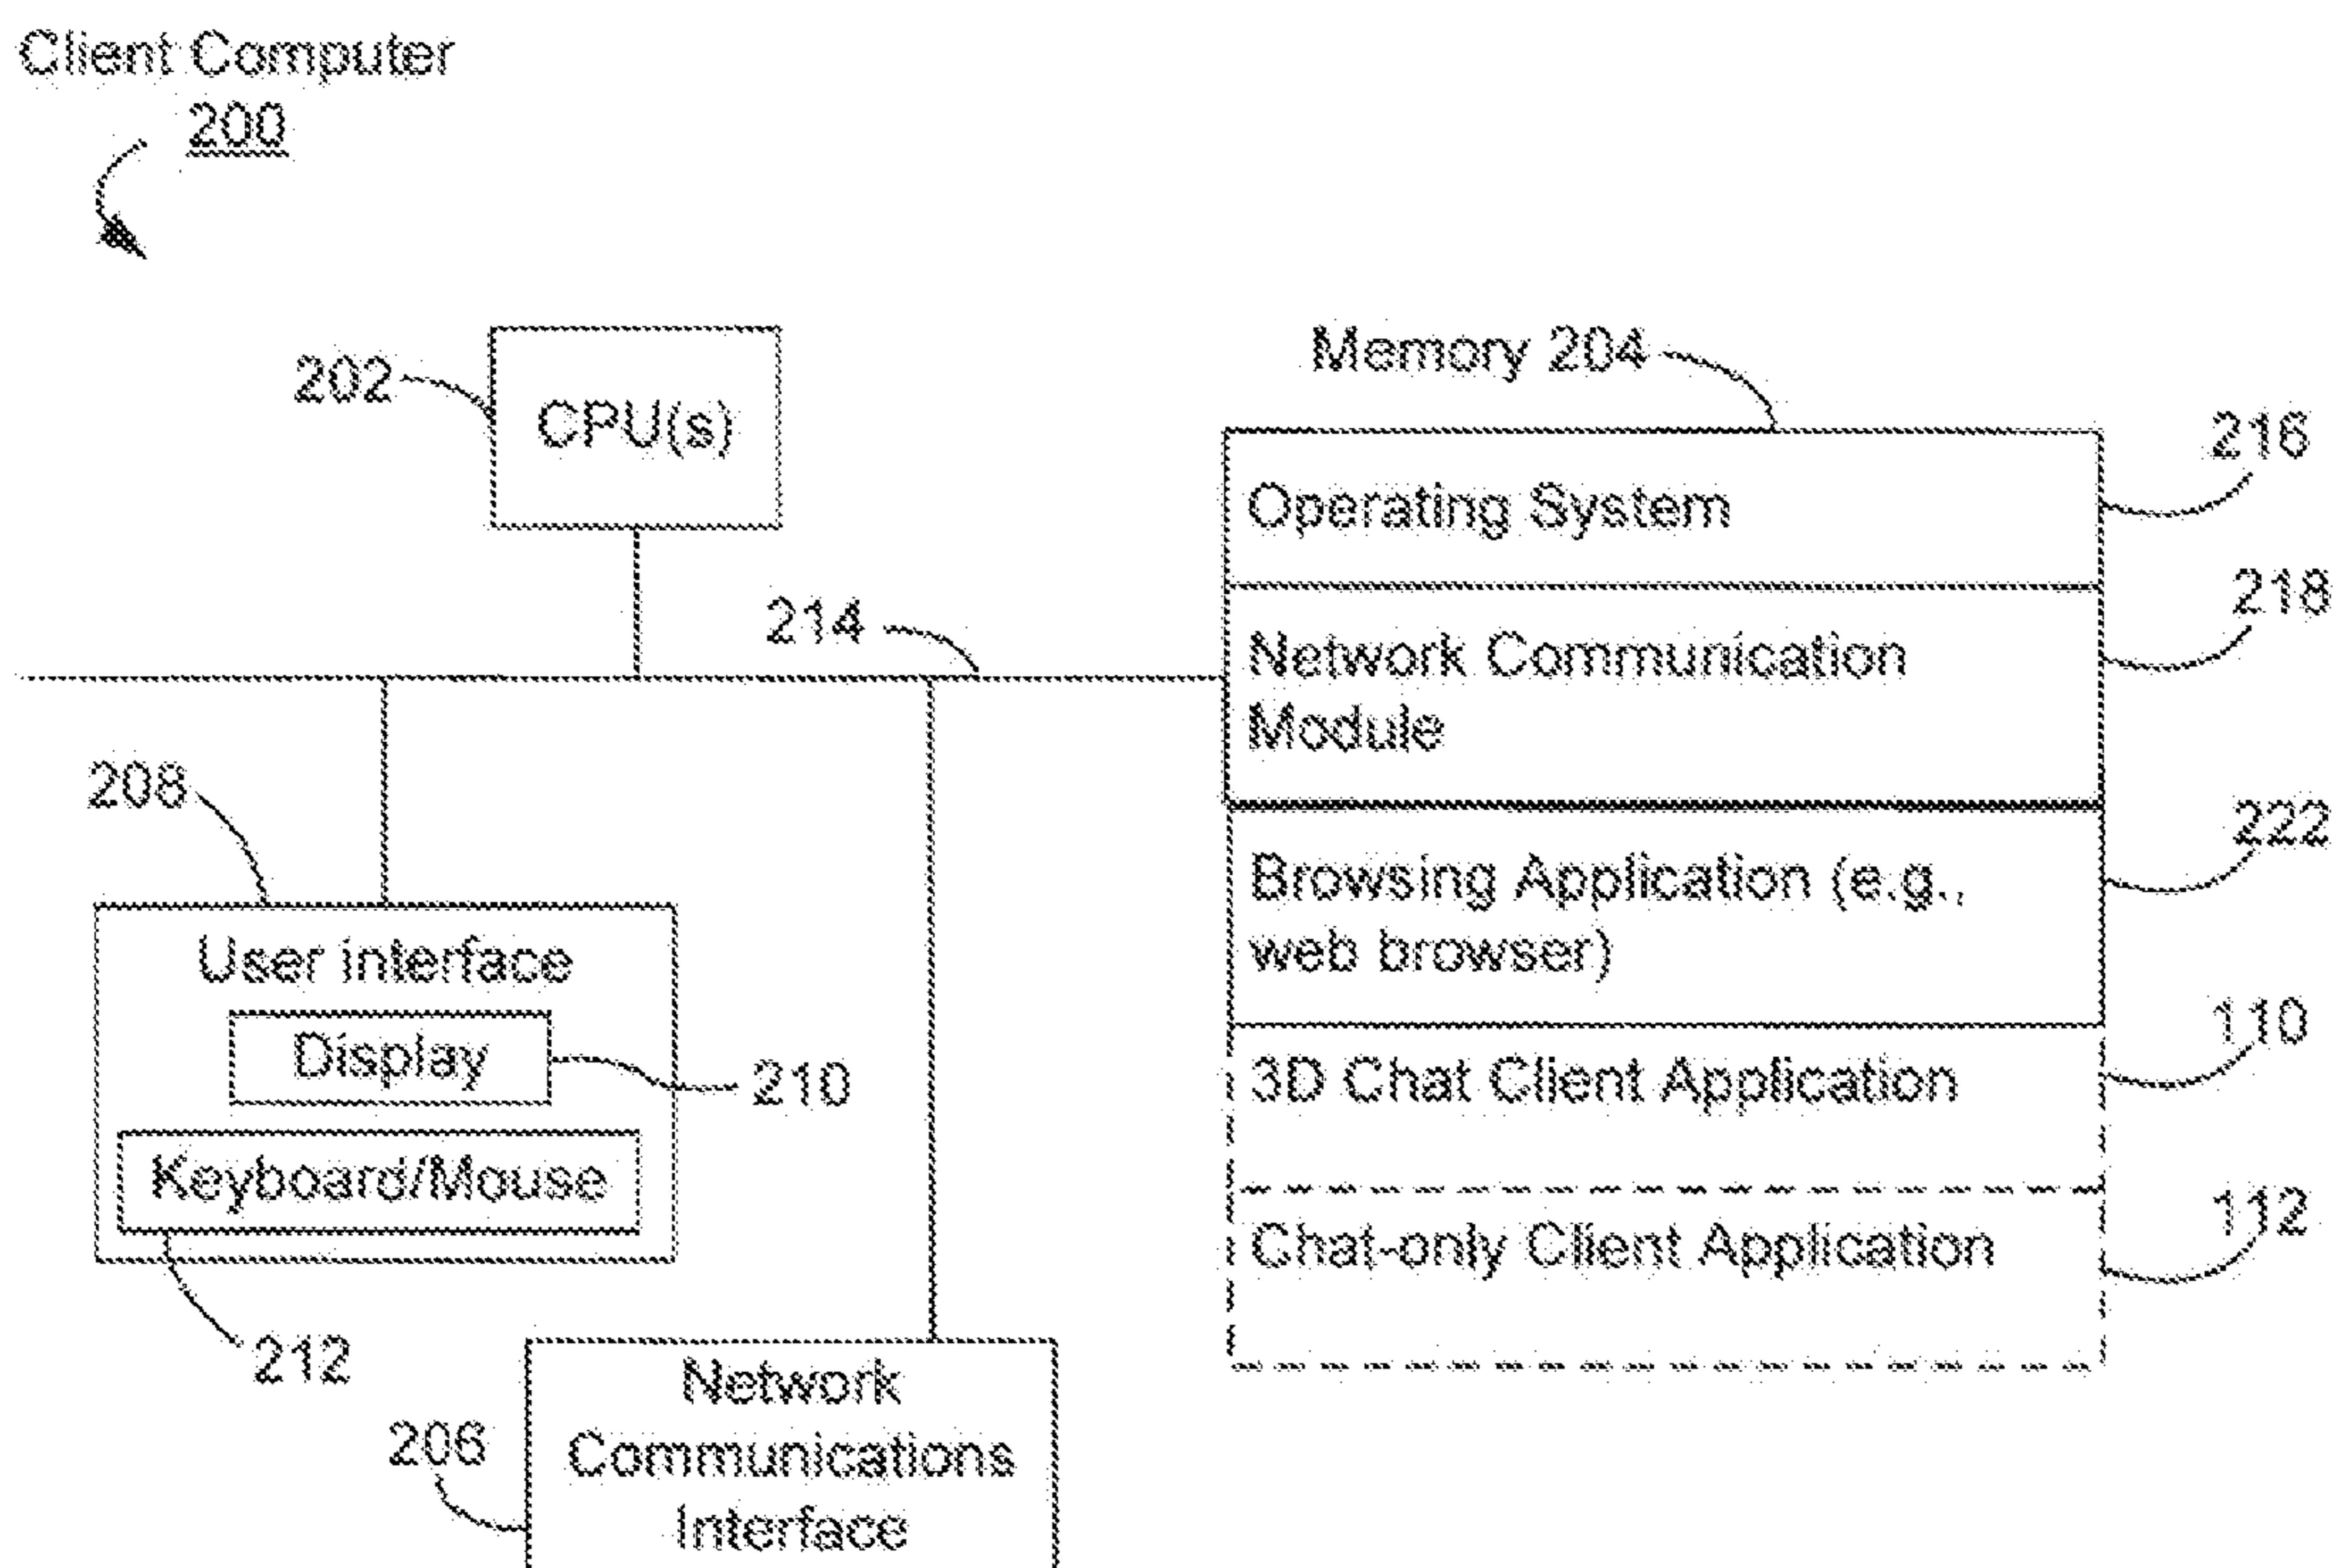 Client Computer
200
202
CPU(s)
Memory 204
216
Operating System
214
218
Network Communication
Module
208
222
Browsing Application (e.g.,
web browser)
User interface
Display
210
110
3D Chat Client Application
Keyboard/Mouse
112
Chat-only Client Application
212
206
Network
Communications
Interface